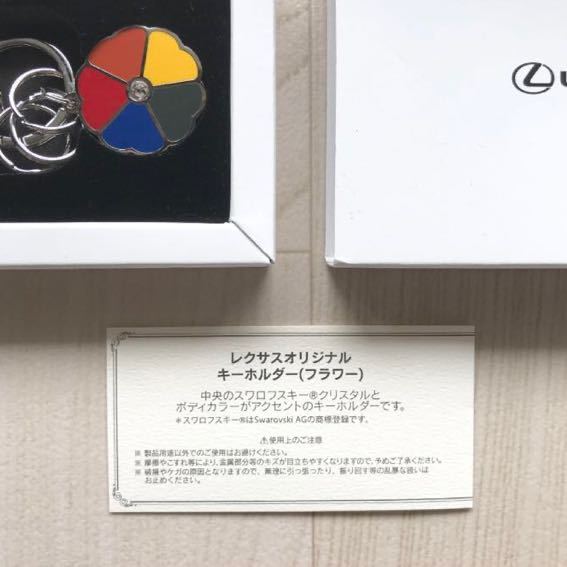 レクサスオリジナル
キーホルダー(フラワー)
中央のスワロフスキー®クリスタルと
ボディカラーがアクセントのキーホルダーです。
＊スワロフスキー®はSwarovski AGの商標登録です。
⚠使用上のご注意
※ 製品用途以外でのご使用はお避けください。
※ 摩擦やこすれ等により、金属部分等のキズが目立ちやすくなりますので、予めご了承ください。
※ 破損やケガの原因となりますので、無理に引っ張ったり、振り回す等の乱暴な扱いは
お止めください。